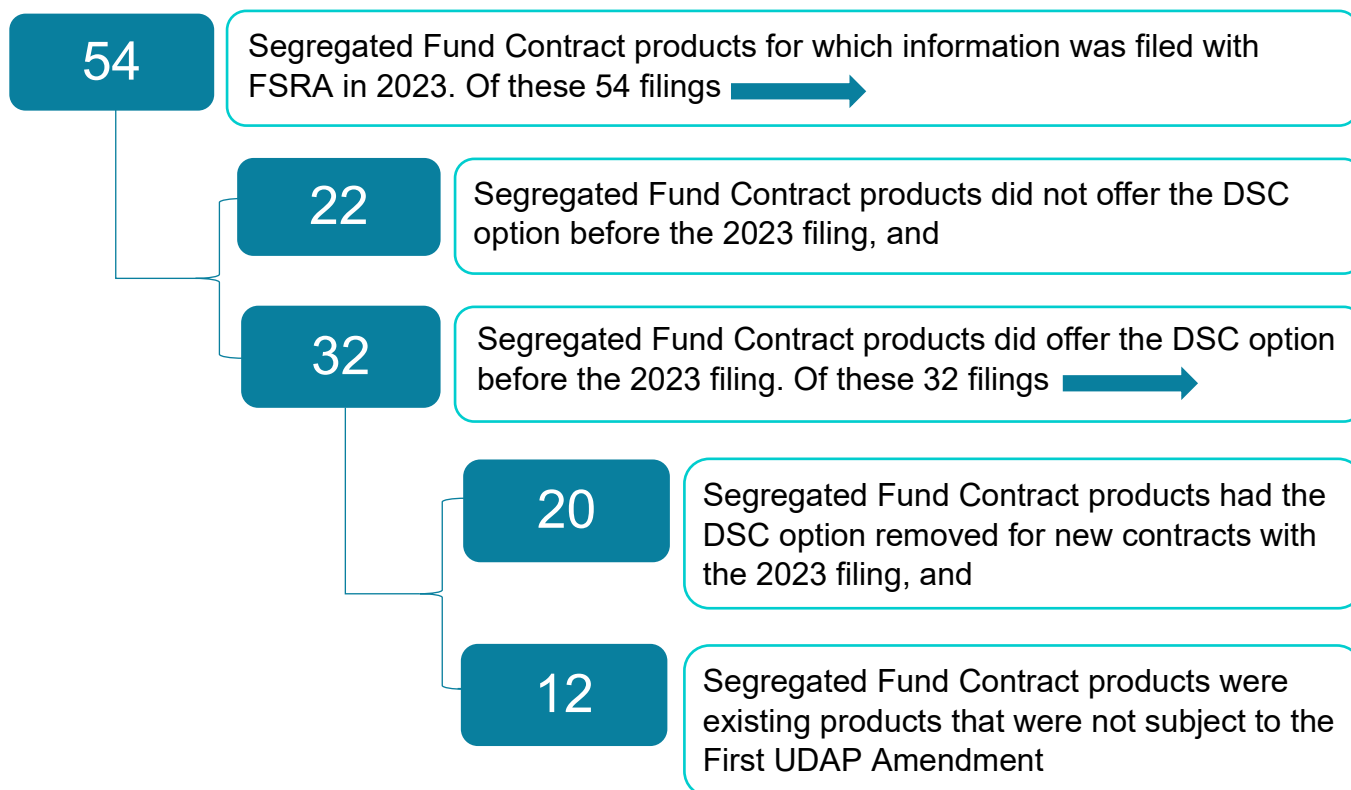 54
Segregated Fund Contract products for which information was filed with
FSRA in 2023. Of these 54 filings
22
Segregated Fund Contract products did not offer the DSC
option before the 2023 filing, and
32
Segregated Fund Contract products did offer the DSC option
before the 2023 filing. Of these 32 filings
20
Segregated Fund Contract products had the
DSC option removed for new contracts with
the 2023 filing, and
12
Segregated Fund Contract products were
existing products that were not subject to the
First UDAP Amendment